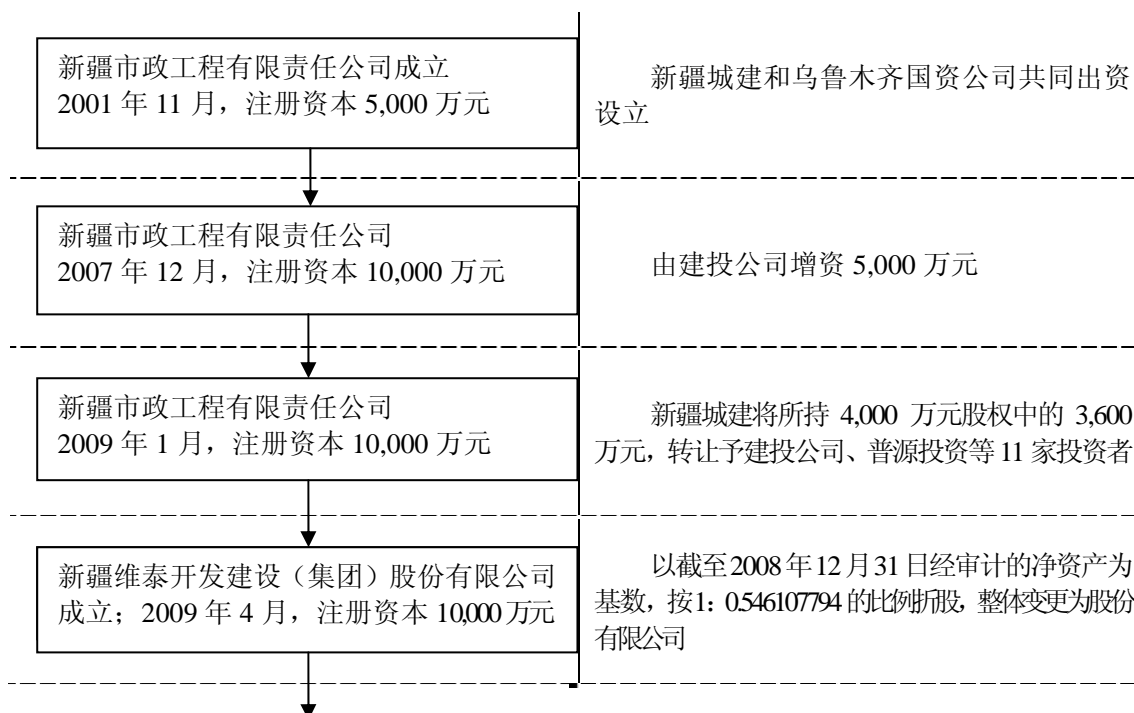 新疆市政工程有限责任公司成立
2001 年 11 月，注册资本 5,000 万元
新疆城建和乌鲁木齐国资公司共同出资
设立
新疆市政工程有限责任公司
2007 年 12 月，注册资本 10,000 万元
由建投公司增资 5,000 万元
新疆市政工程有限责任公司
2009 年 1 月，注册资本 10,000 万元
新疆城建将所持 4,000 万元股权中的 3,600
万元，转让予建投公司、普源投资等 11 家投资者
新疆维泰开发建设（集团）股份有限公司
成立；2009 年 4 月，注册资本 10,000 万元
以截至 2008 年 12 月 31 日经审计的净资产为
基数，按 1：0.546107794 的比例折股，整体变更为股份
有限公司